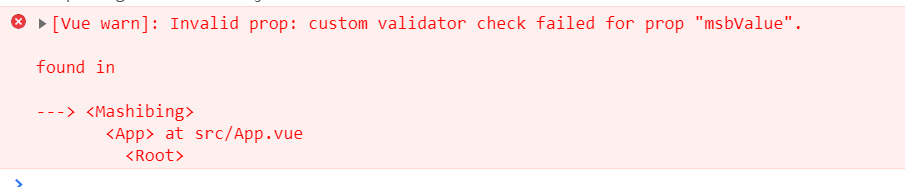 [Vue warn]: Invalid prop: custom validator check failed for prop "msbValue".
found in
---> <Mashibing>
<App> at src/App.vue
<Root>